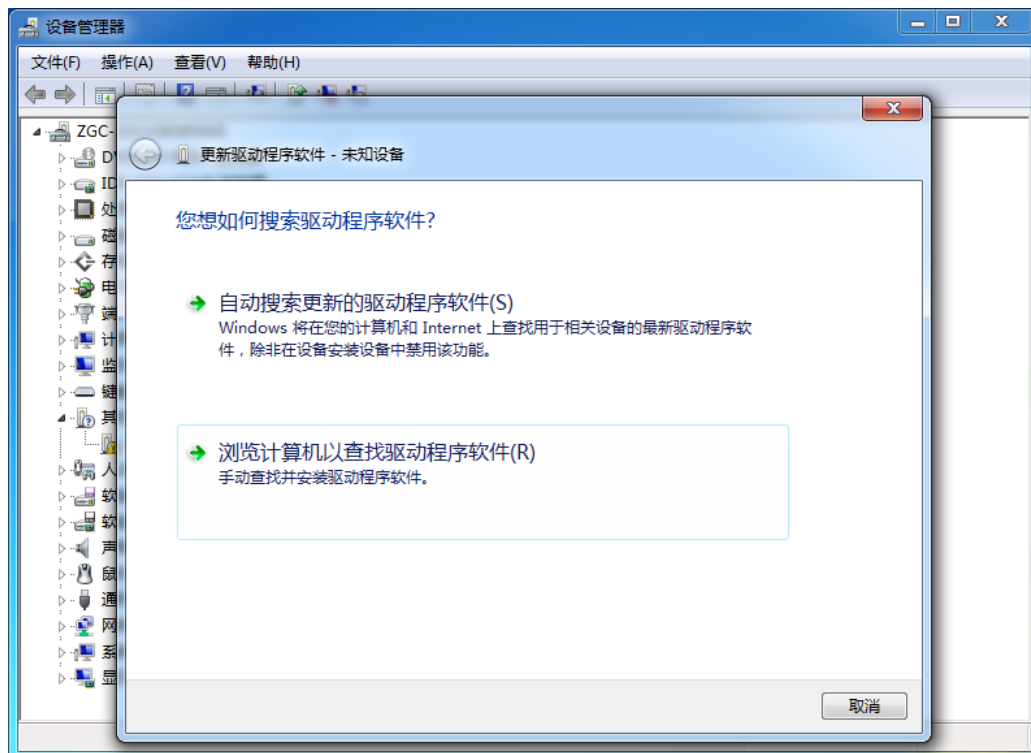 设备管理器
文件(F) 操作(A) 查看(V) 帮助(H)
ZGC-
更新驱动程序软件 - 未知设备
您想如何搜索驱动程序软件?
自动搜索更新的驱动程序软件(S)
Windows 将在您的计算机和 Internet 上查找用于相关设备的最新驱动程序软
件，除非在设备安装设备中禁用该功能。
浏览计算机以查找驱动程序软件(R)
手动查找并安装驱动程序软件。
ID
处
磁
存
电
端
计
监
键
其
人
软
软
声
鼠
通
网
系
显
取消